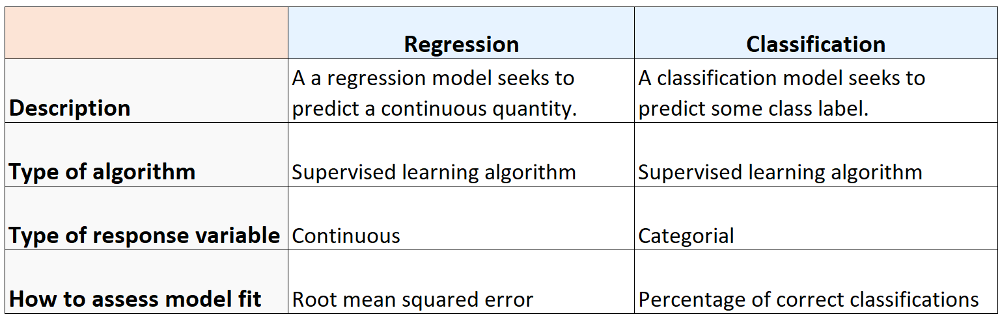 Regression
Classification
Description
A a regression model seeks to
predict a continuous quantity.
A classification model seeks to
predict some class label.
Type of algorithm
Supervised learning algorithm
Supervised learning algorithm
Type of response variable
Continuous
Categorial
How to assess model fit
Root mean squared error
Percentage of correct classifications